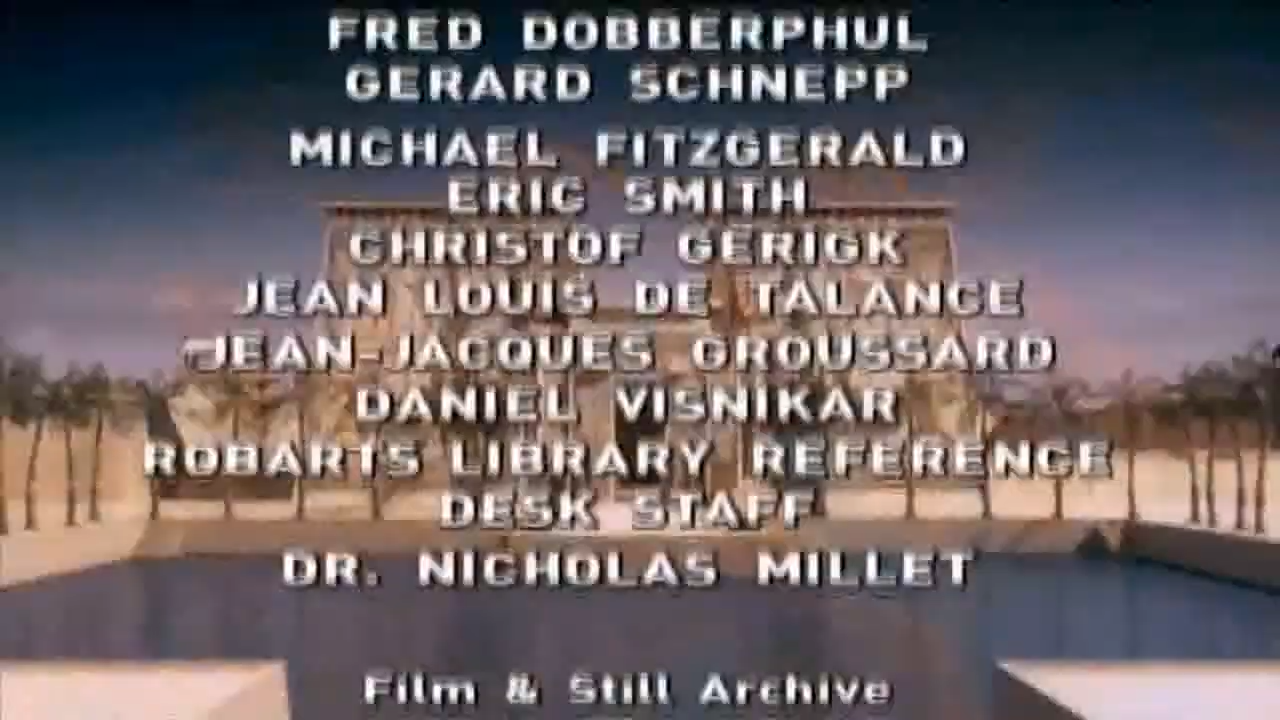 FRED DOBBERPHUL
GERARD SCHNEPP
MICHAEL FITZGERALD
ERIC SMITH
CHRISTOF GERIGK
JEAN LOUIS DE TALANCE
JEAN-JACQUES GROUSSARD
DANIEL VISNIKAR
ROBARTS LIBRARY REFERENCE
DESK STAFF
DR. NICHOLAS MILLET
Film & Still Archive